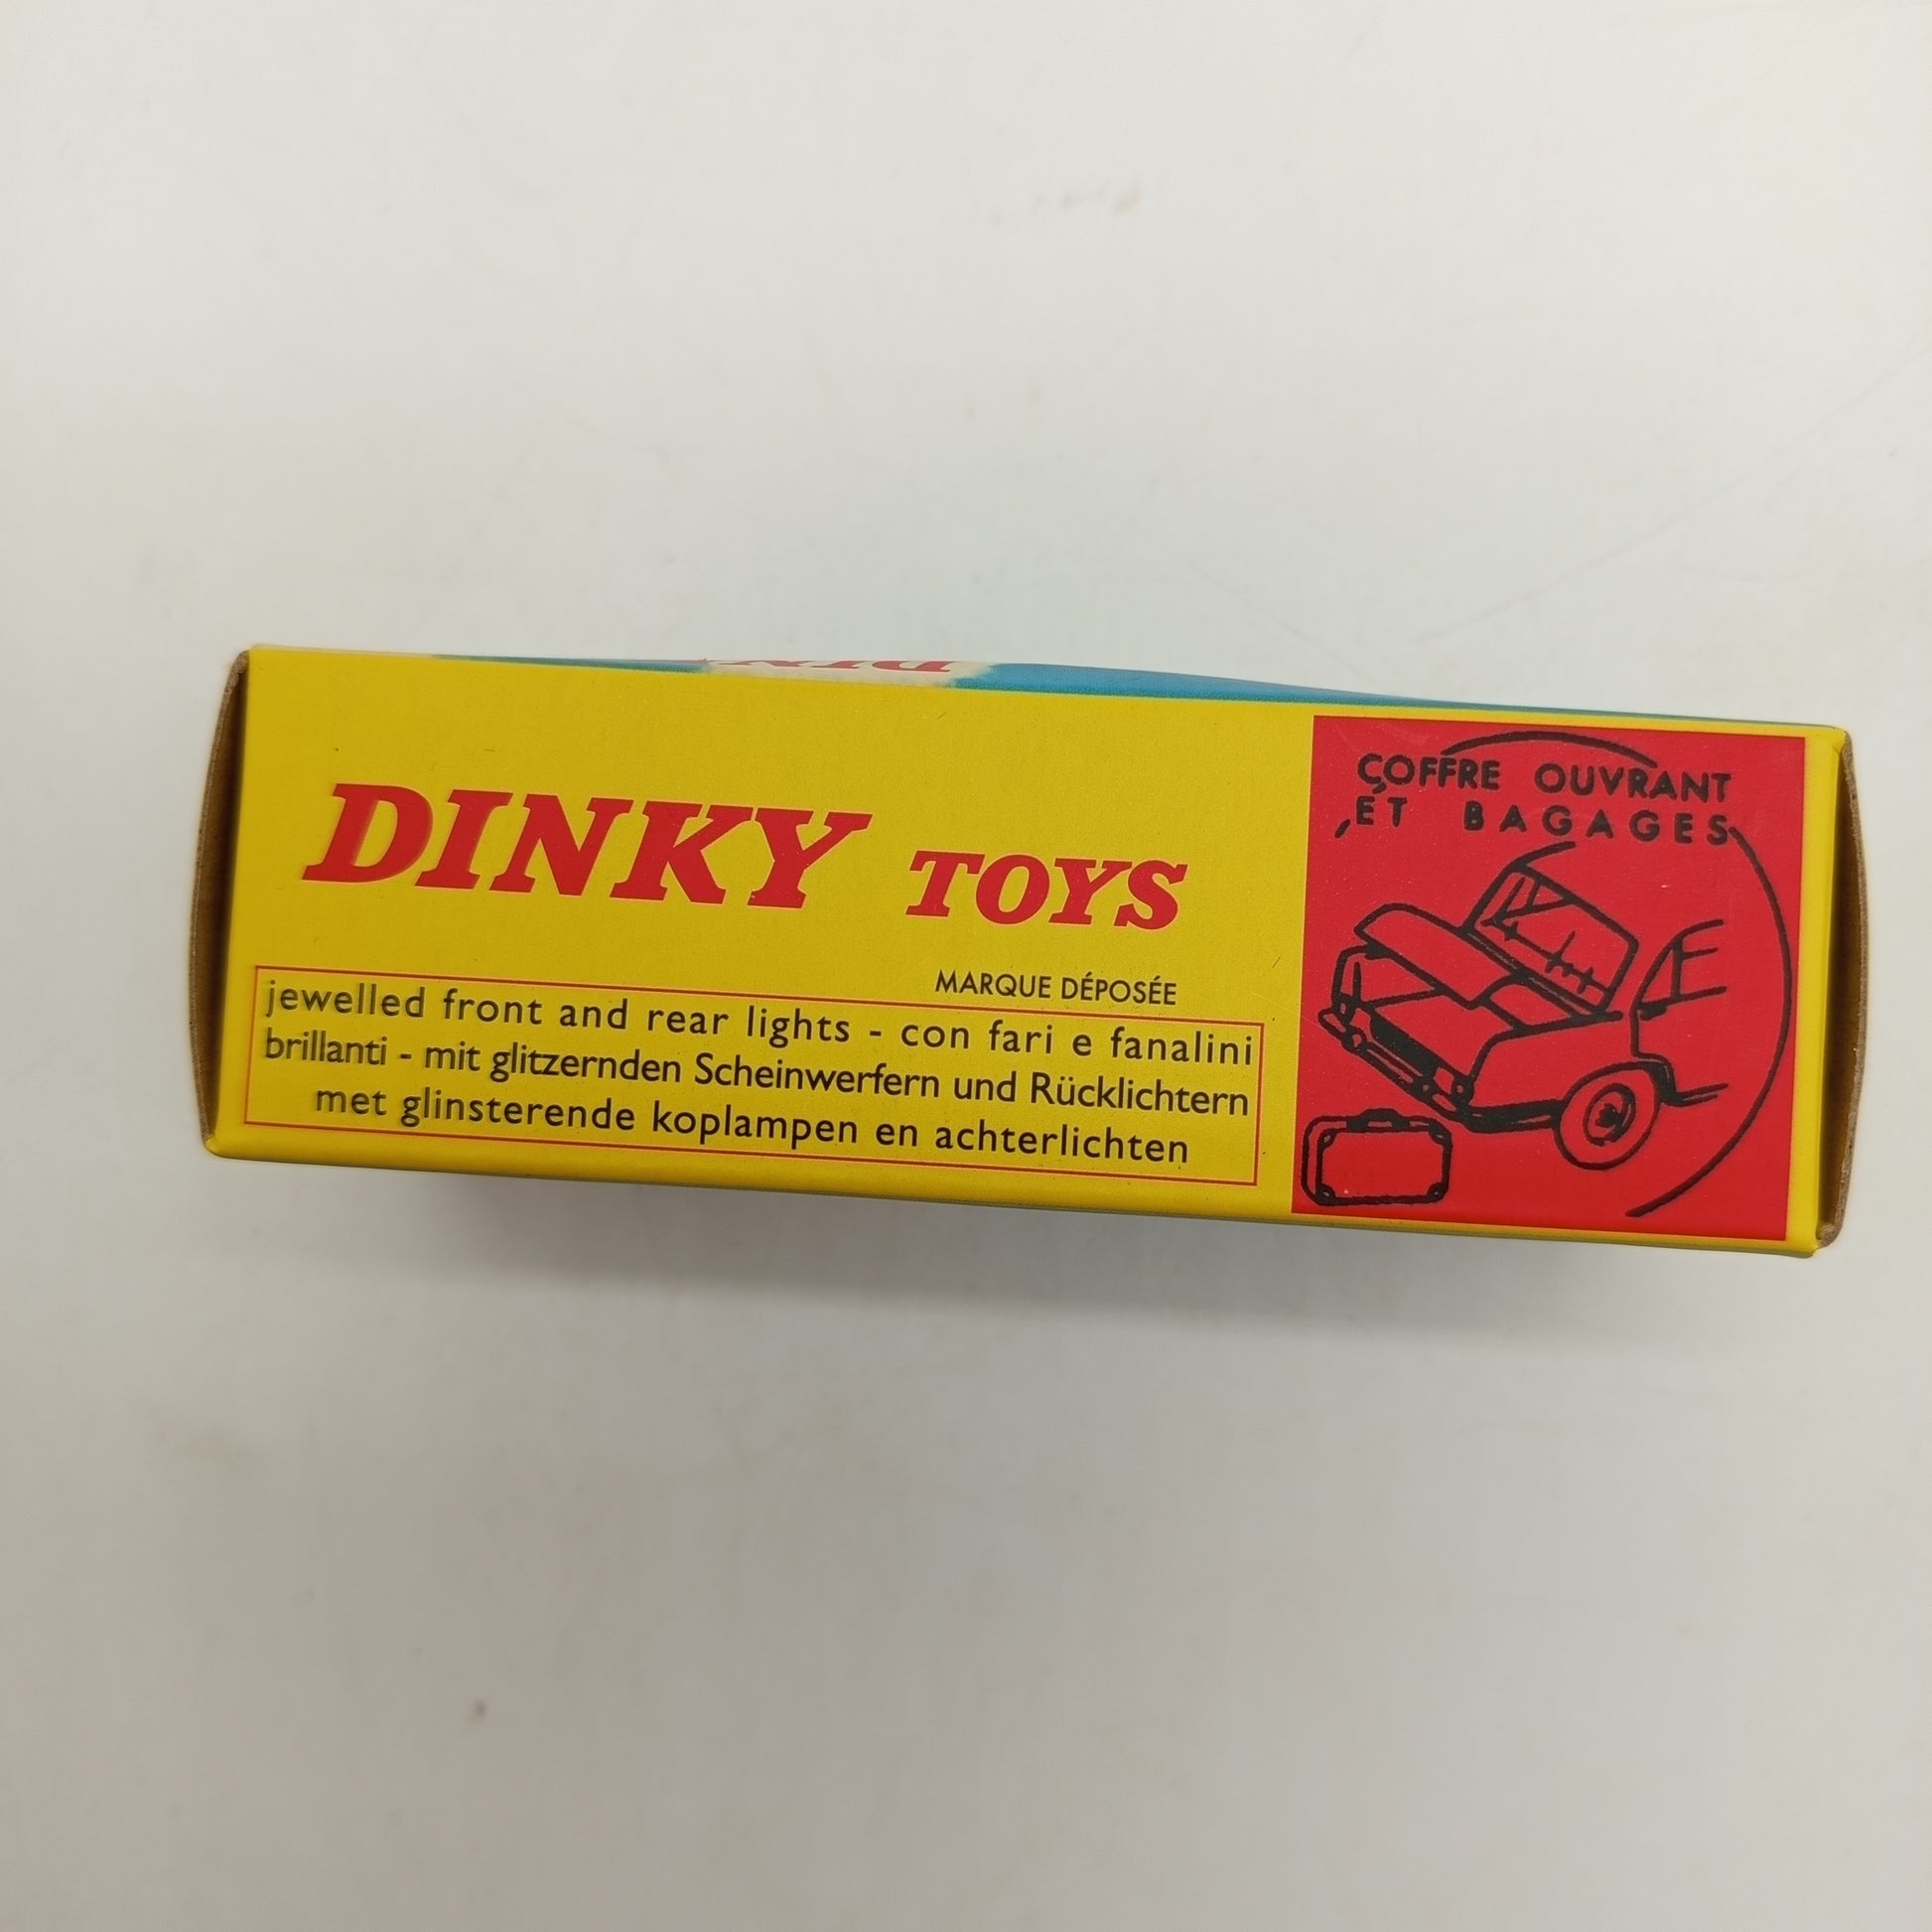 DINKY TOYS
MARQUE DÉPOSÉE
jewelled front and rear lights - con fari e fanalini
brillanti - mit glitzernden Scheinwerfern und Rücklichtern
met glinsterende koplampen en achterlichten
COFFRE OUVRANT
ET BAGAGES